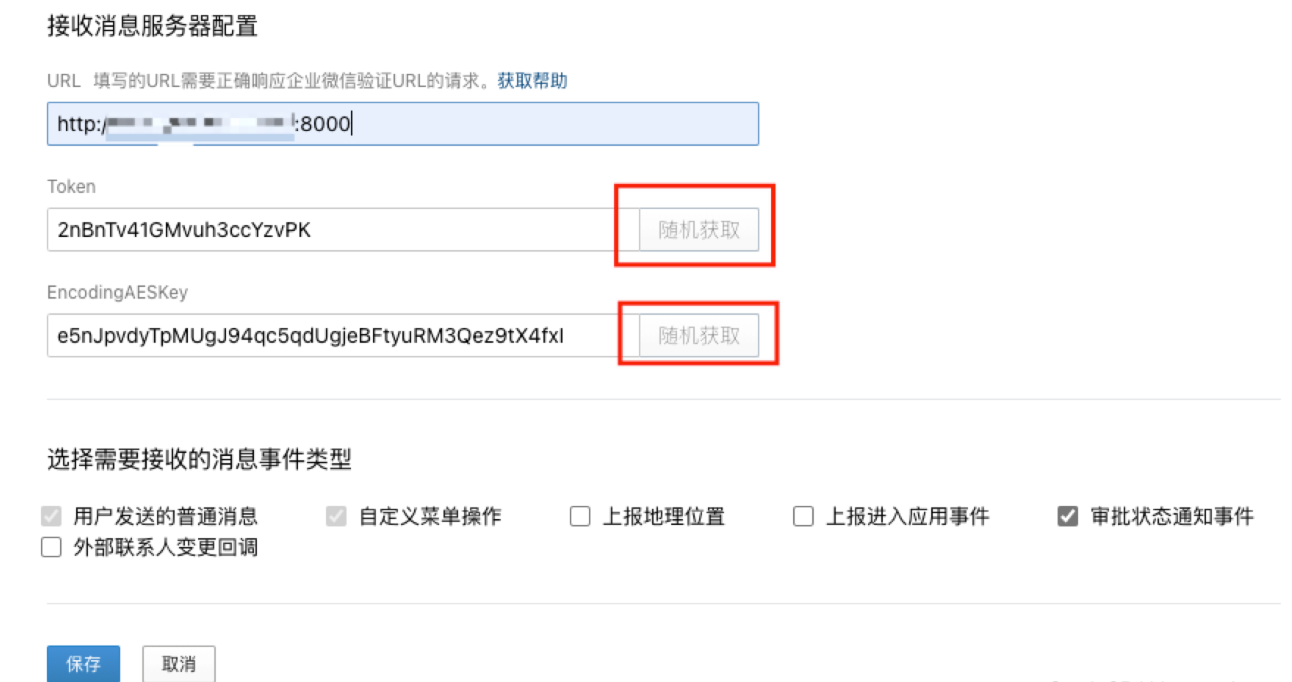 接收消息服务器配置
URL 填写的URL需要正确响应企业微信验证URL的请求。获取帮助
http:/ :8000
Token
2nBnTv41GMvuh3ccYzvPK 随机获取
EncodingAESKey
e5nJpvdyTpMUgJ94qc5qdUgjeBFtyuRM3Qez9tX4fxI 随机获取
选择需要接收的消息事件类型
用户发送的普通消息 自定义菜单操作 上报地理位置 上报进入应用事件 审批状态通知事件
外部联系人变更回调
保存 取消